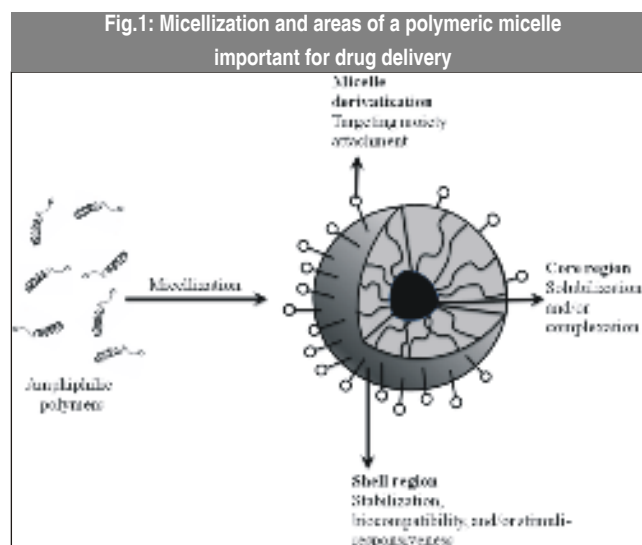 Fig.1: Micellization and areas of a polymeric micelle
important for drug delivery
Micelle
derivatization
Targeting moiety
attachment
Micellization
Amphiphilic
polymers
Core region
Solubilization
and/or
complexation
Shell region
Stabilization,
biocompatibility, and/or stimuli-
responsiveness